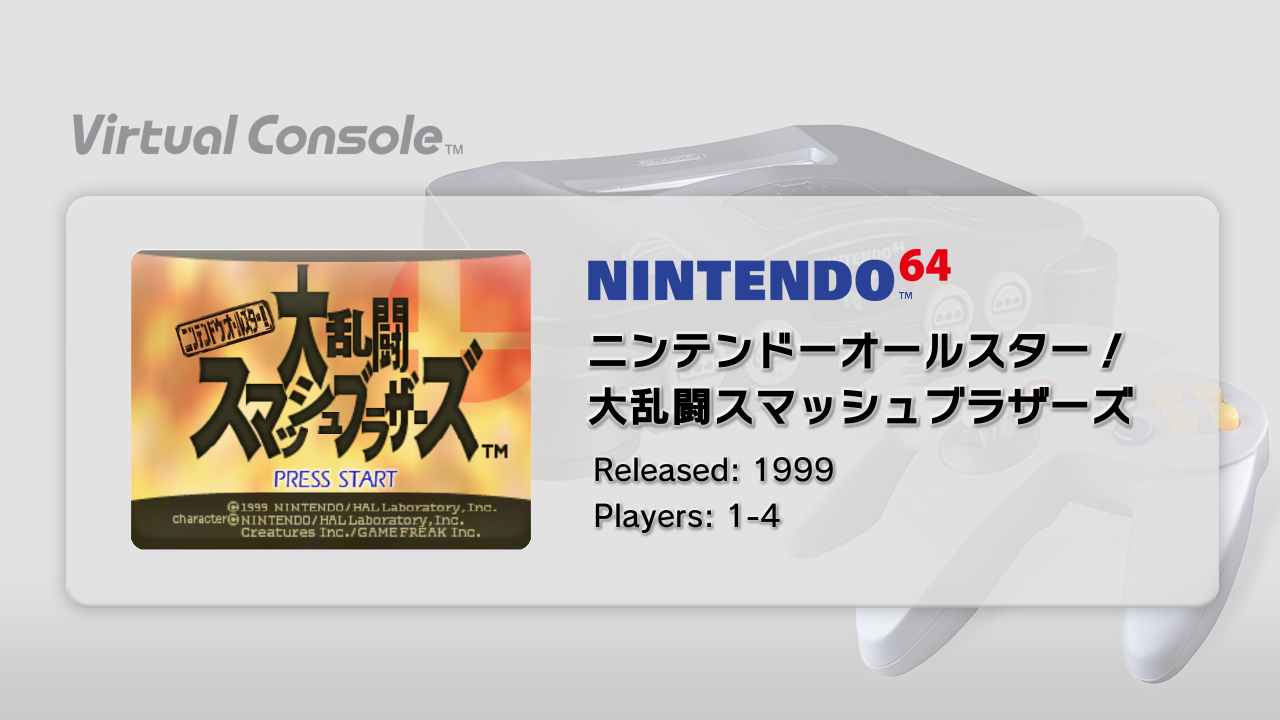 Virtual Console™
Nintendo
NINTENDO64
NINTENDO64™
ニンテンドウオールスター!
大乱闘
スマッシュブラザーズ™
PRESS START
©1999 NINTENDO/HAL Laboratory,Inc.
character©NINTENDO/HAL Laboratory,Inc.
Creatures Inc./GAME FREAK Inc.
ニンテンドーオールスター!
大乱闘スマッシュブラザーズ
Released: 1999
Players: 1-4